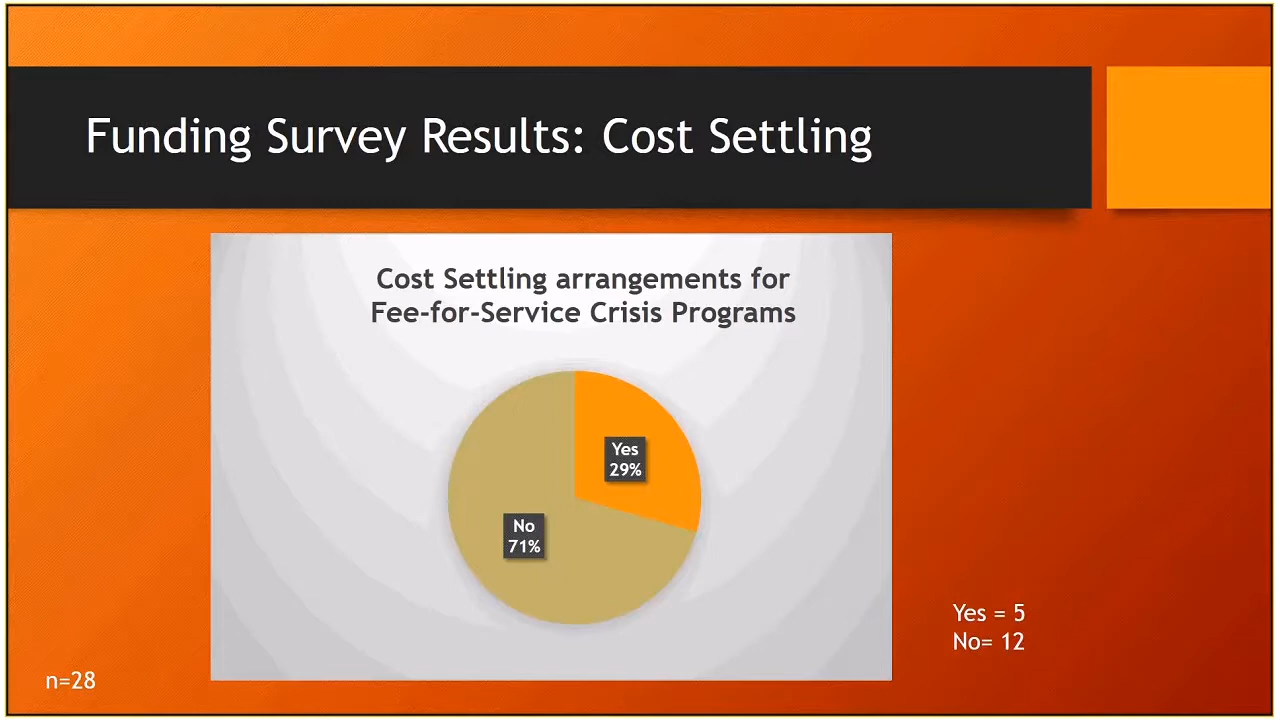 Funding Survey Results: Cost Settling
Cost Settling arrangements for
Fee-for-Service Crisis Programs
Yes
29%
No
71%
Yes = 5
No= 12
n=28